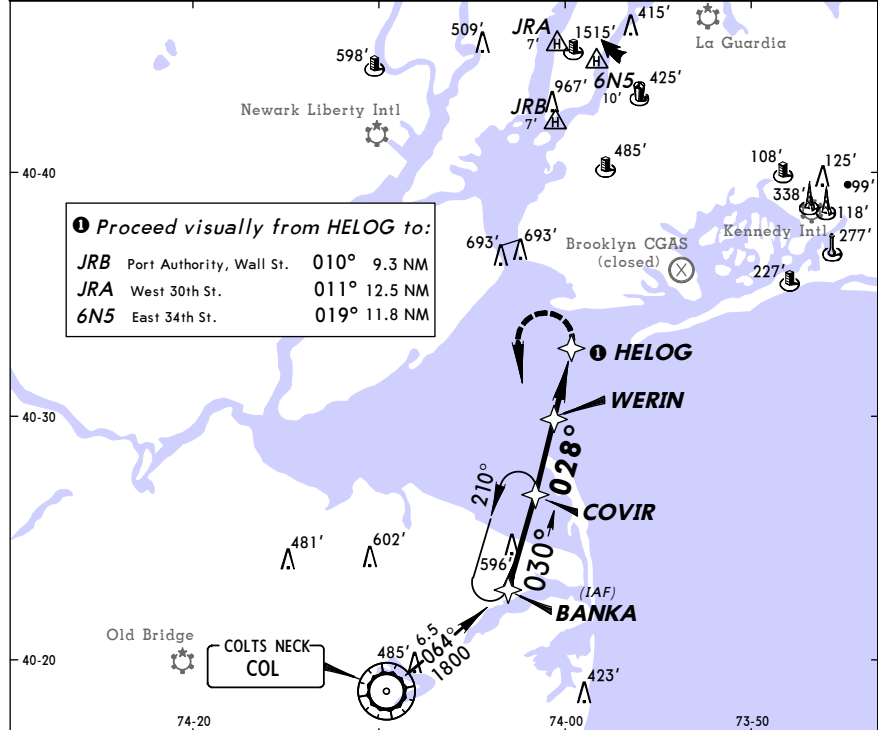 509'
JRA
7'
1515'
415'
La Guardia
598'
6N5
10'
425'
967'
JRB
7'
Newark Liberty Intl
40-40
485'
108'
125'
99'
338'
118'
Kennedy Intl
277'
227'
❶ Proceed visually from HELOG to:
JRB Port Authority, Wall St. 010° 9.3 NM
JRA West 30th St. 011° 12.5 NM
6N5 East 34th St. 019° 11.8 NM
693'
693'
Brooklyn CGAS
(closed)
❶ HELOG
WERIN
40-30
028°
210°
COVIR
481'
602'
596'
030°
(IAF)
BANKA
Old Bridge
COLTS NECK
COL
485'
6.5
064°
1800
40-20
423'
74-20
74-00
73-50